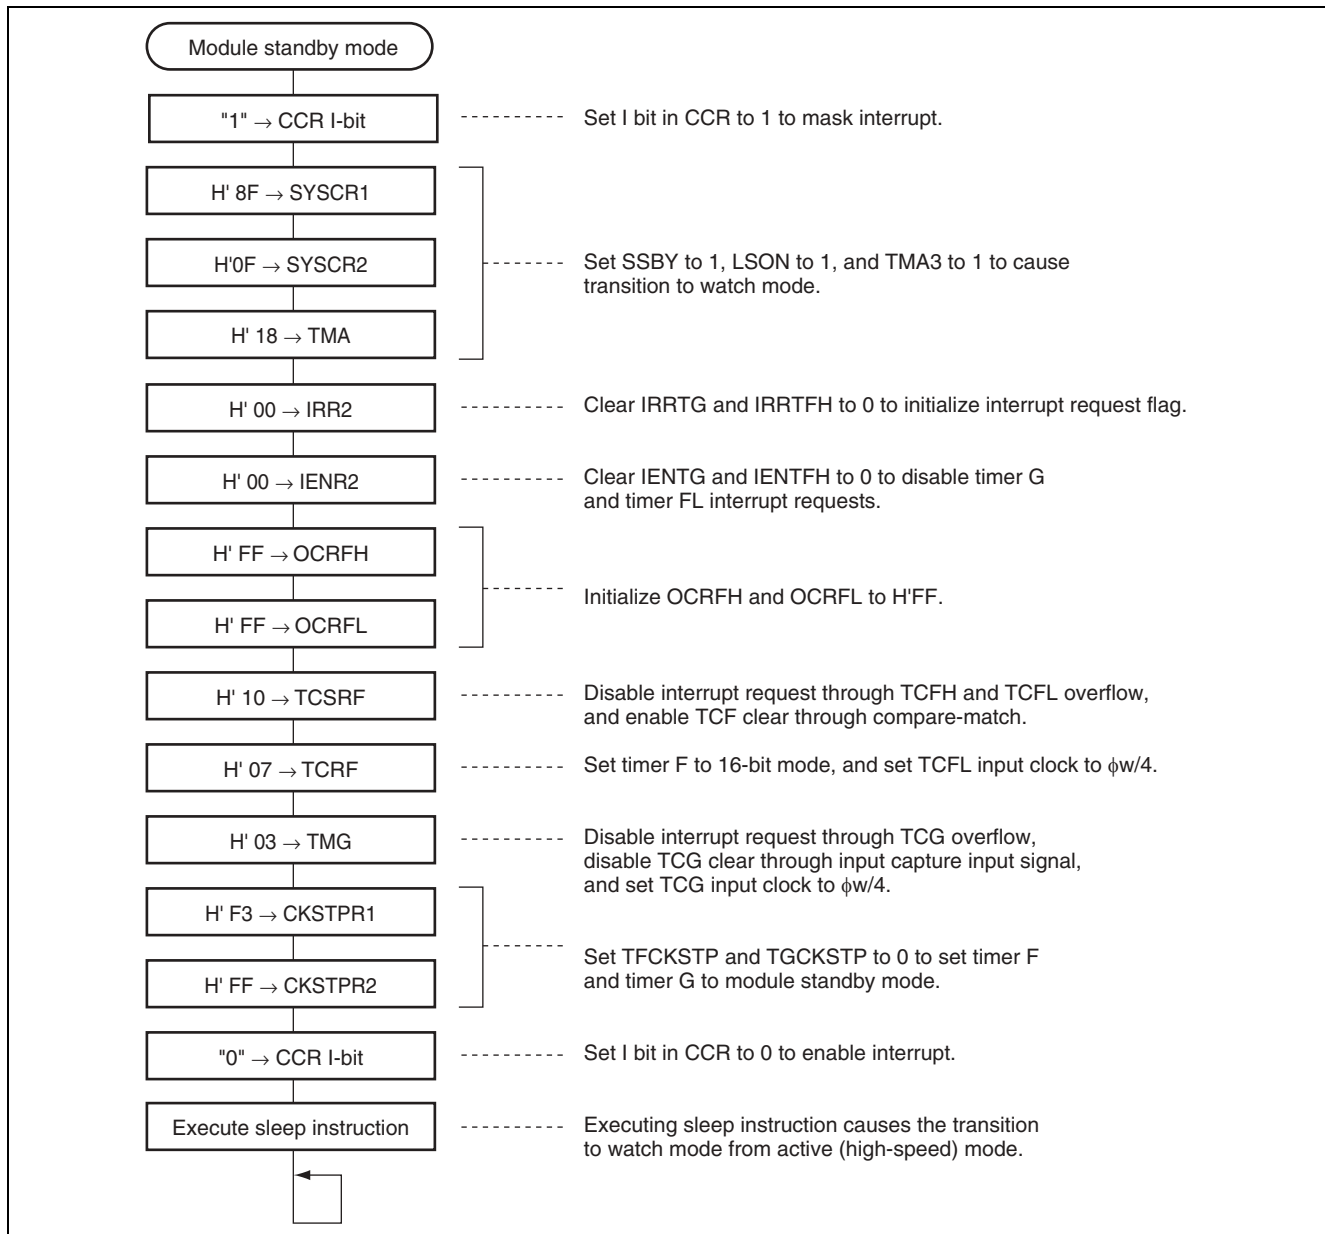 Module standby mode
"1" → CCR I-bit
Set I bit in CCR to 1 to mask interrupt.
H' 8F → SYSCR1
H'0F → SYSCR2
Set SSBY to 1, LSON to 1, and TMA3 to 1 to cause
transition to watch mode.
H' 18 → TMA
H' 00 → IRR2
Clear IRRTG and IRRTFH to 0 to initialize interrupt request flag.
H' 00 → IENR2
Clear IENTG and IENTFH to 0 to disable timer G
and timer FL interrupt requests.
H' FF → OCRFH
Initialize OCRFH and OCRFL to H'FF.
H' FF → OCRFL
H' 10 → TCSRF
Disable interrupt request through TCFH and TCFL overflow,
and enable TCF clear through compare-match.
H' 07 → TCRF
Set timer F to 16-bit mode, and set TCFL input clock to ϕw/4.
H' 03 → TMG
Disable interrupt request through TCG overflow,
disable TCG clear through input capture input signal,
and set TCG input clock to ϕw/4.
H' F3 → CKSTPR1
Set TFCKSTP and TGCKSTP to 0 to set timer F
and timer G to module standby mode.
H' FF → CKSTPR2
"0" → CCR I-bit
Set I bit in CCR to 0 to enable interrupt.
Execute sleep instruction
Executing sleep instruction causes the transition
to watch mode from active (high-speed) mode.